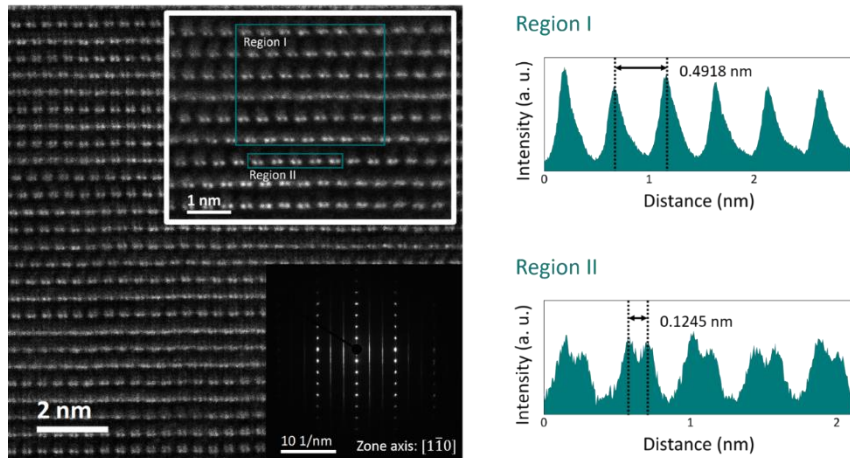 Region I
Region II
1 nm
2 nm
10 1/nm
Zone axis: [11̅0]
Region I
Intensity (a. u.)
0.4918 nm
0 1 2
Distance (nm)
Region II
Intensity (a. u.)
0.1245 nm
0 1 2
Distance (nm)